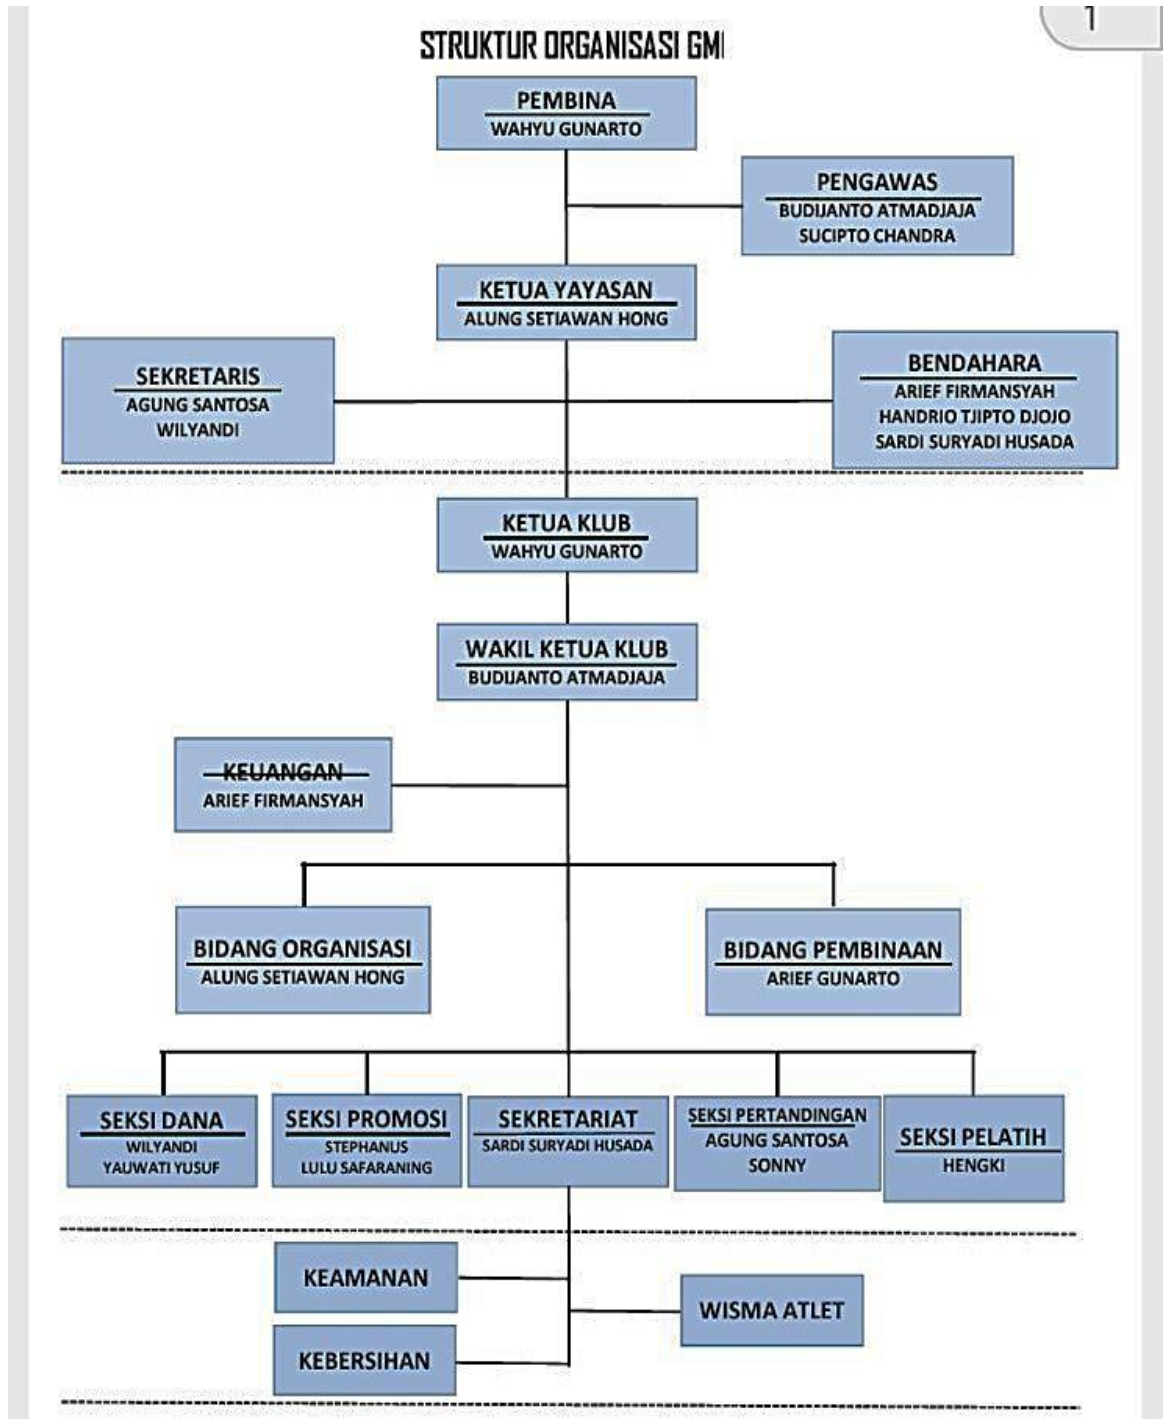 1
STRUKTUR ORGANISASI GMI
PEMBINA
WAHYU GUNARTO
PENGAWAS
BUDIJANTO ATMADJAJA
SUCIPTO CHANDRA
KETUA YAYASAN
ALUNG SETIAWAN HONG
SEKRETARIS
AGUNG SANTOSA
WILYANDI
BENDAHARA
ARIEF FIRMANSYAH
HANDRIO TJIPTO DJOJO
SARDI SURYADI HUSADA
KETUA KLUB
WAHYU GUNARTO
WAKIL KETUA KLUB
BUDIJANTO ATMADJAJA
KEUANGAN
ARIEF FIRMANSYAH
BIDANG ORGANISASI
ALUNG SETIAWAN HONG
BIDANG PEMBINAAN
ARIEF GUNARTO
SEKSI DANA
WILYANDI
YAUWATI YUSUF
SEKSI PROMOSI
STEPHANUS
LULU SAFARANING
SEKRETARIAT
SARDI SURYADI HUSADA
SEKSI PERTANDINGAN
AGUNG SANTOSA
SONNY
SEKSI PELATIH
HENGKI
KEAMANAN
WISMA ATLET
KEBERSIHAN